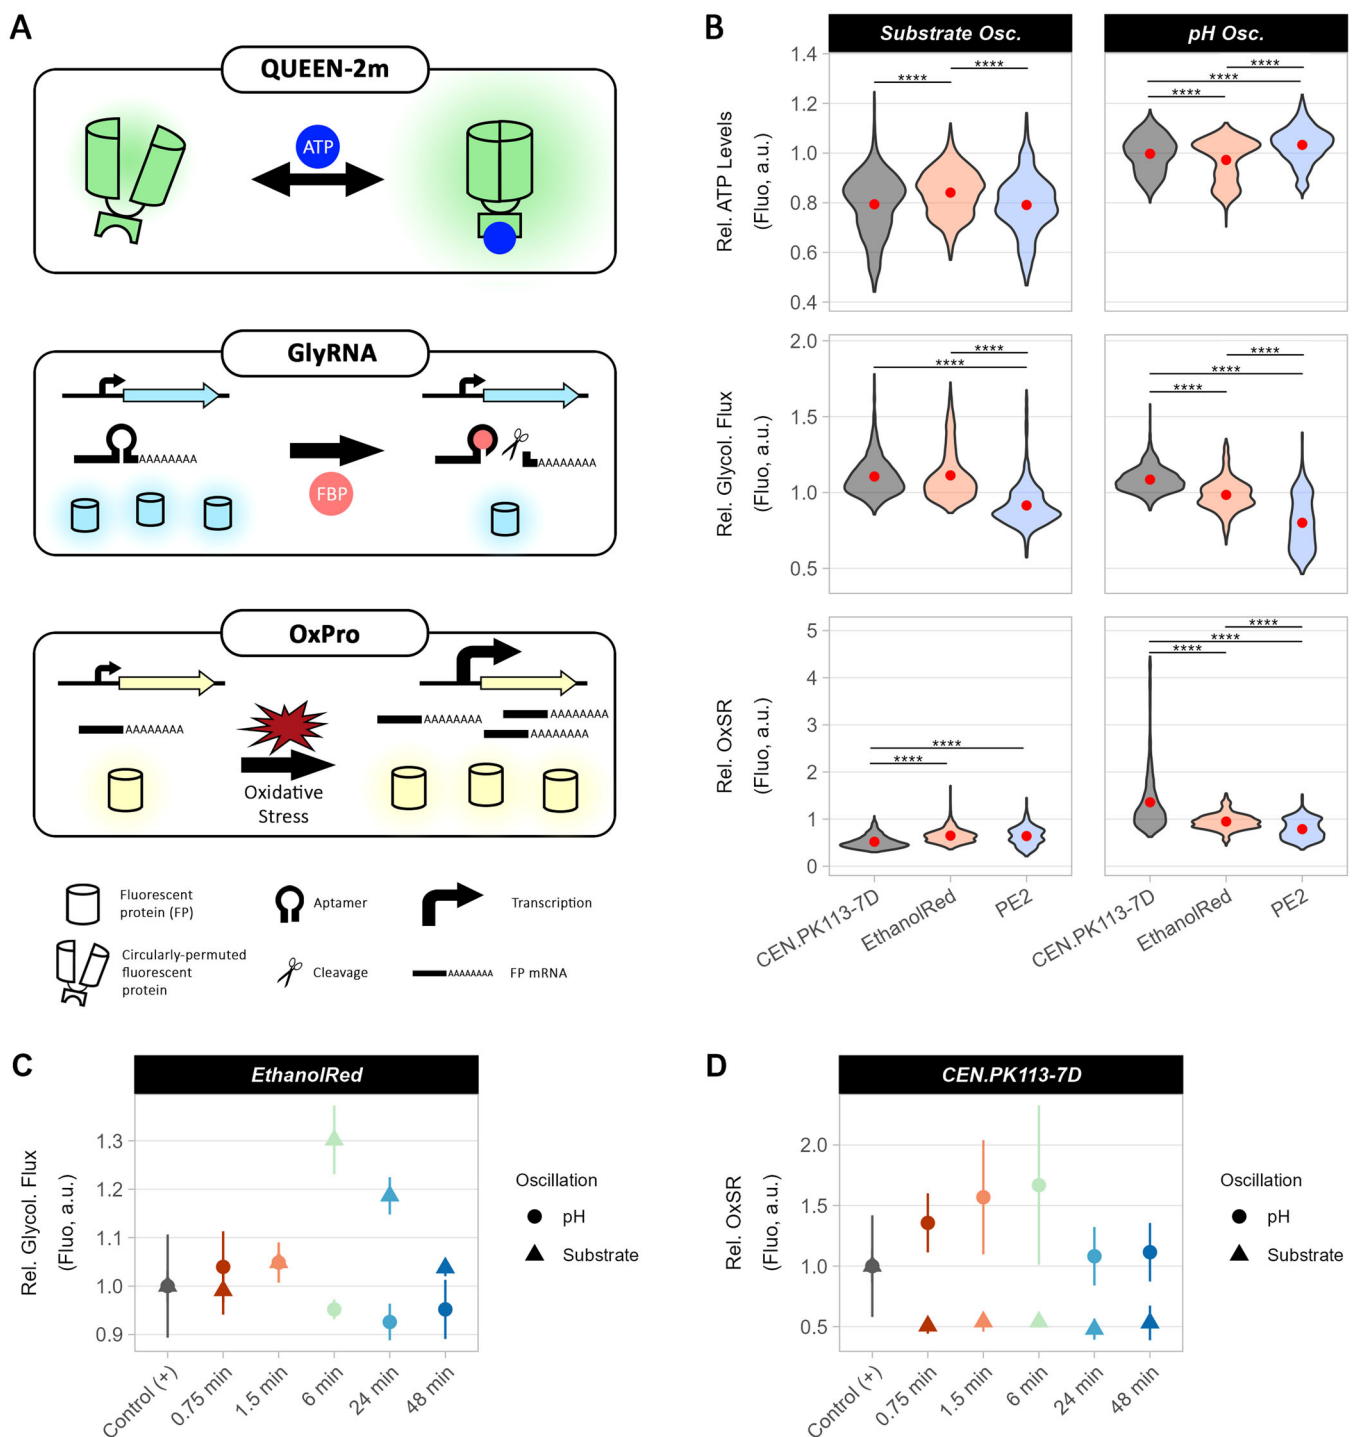 A
QUEEN-2m
ATP
GlyRNA
AAAAAAAA
AAAAAAAA
FBP
OxPro
AAAAAAAA
AAAAAAAA
AAAAAAAA
AAAAAAAA
Oxidative
Stress
Fluorescent
protein (FP)
Aptamer
Transcription
Circularly-permuted
fluorescent
protein
Cleavage
AAAAAAAA
FP mRNA
B
Substrate Osc.
pH Osc.
Rel. ATP Levels
(Fluo, a.u.)
1.4
1.2
1.0
0.8
0.6
0.4
**** ****
****
****
****
Rel. Glycol. Flux
(Fluo, a.u.)
2.0
1.5
1.0
0.5
****
****
****
****
****
Rel. OxSR
(Fluo, a.u.)
5
4
3
2
1
0
****
****
****
****
****
CEN.PK113-7D
EthanolRed
PE2
CEN.PK113-7D
EthanolRed
PE2
C
EthanolRed
Rel. Glycol. Flux
(Fluo, a.u.)
1.3
1.2
1.1
1.0
0.9
Control (+)
0.75 min
1.5 min
6 min
24 min
48 min
Oscillation
pH
Substrate
D
CEN.PK113-7D
Rel. OxSR
(Fluo, a.u.)
2.0
1.5
1.0
0.5
Control (+)
0.75 min
1.5 min
6 min
24 min
48 min
Oscillation
pH
Substrate